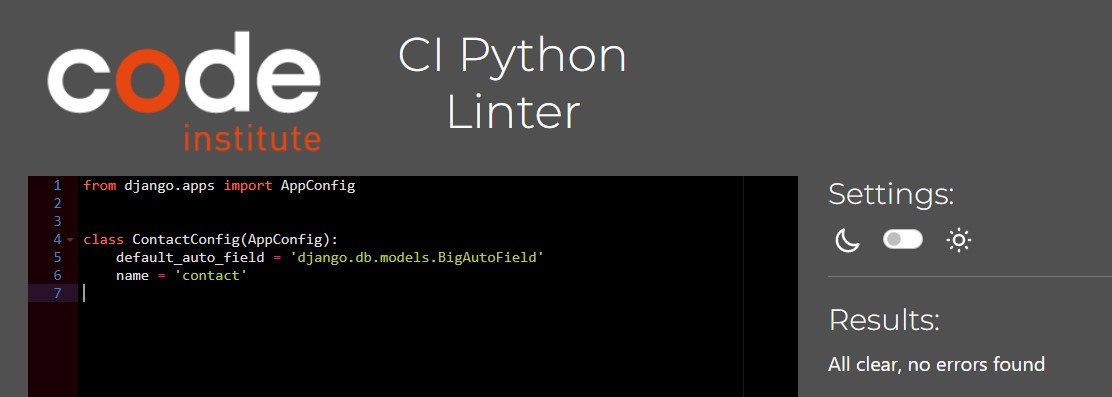 code
institute
CI Python
Linter
1 from django.apps import AppConfig
2
3
4 class ContactConfig(AppConfig):
5     default_auto_field = 'django.db.models.BigAutoField'
6     name = 'contact'
7
Settings:
Results:
All clear, no errors found